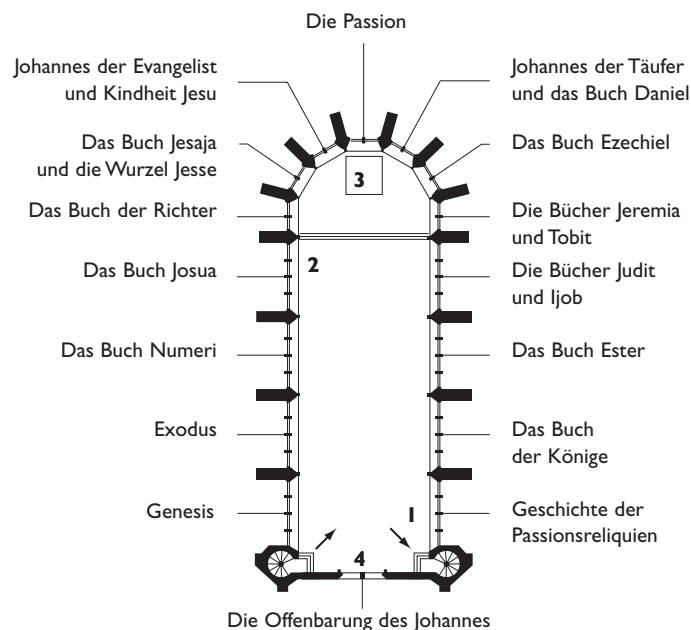 Die Passion
Johannes der Evangelist
und Kindheit Jesu
Johannes der Täufer
und das Buch Daniel
Das Buch Jesaja
und die Wurzel Jesse
Das Buch Ezechiel
3
Das Buch der Richter
Die Bücher Jeremia
und Tobit
2
Das Buch Josua
Die Bücher Judit
und Ijob
Das Buch Numeri
Das Buch Ester
Exodus
Das Buch
der Könige
Genesis
1
Geschichte der
Passionsreliquien
4
Die Offenbarung des Johannes